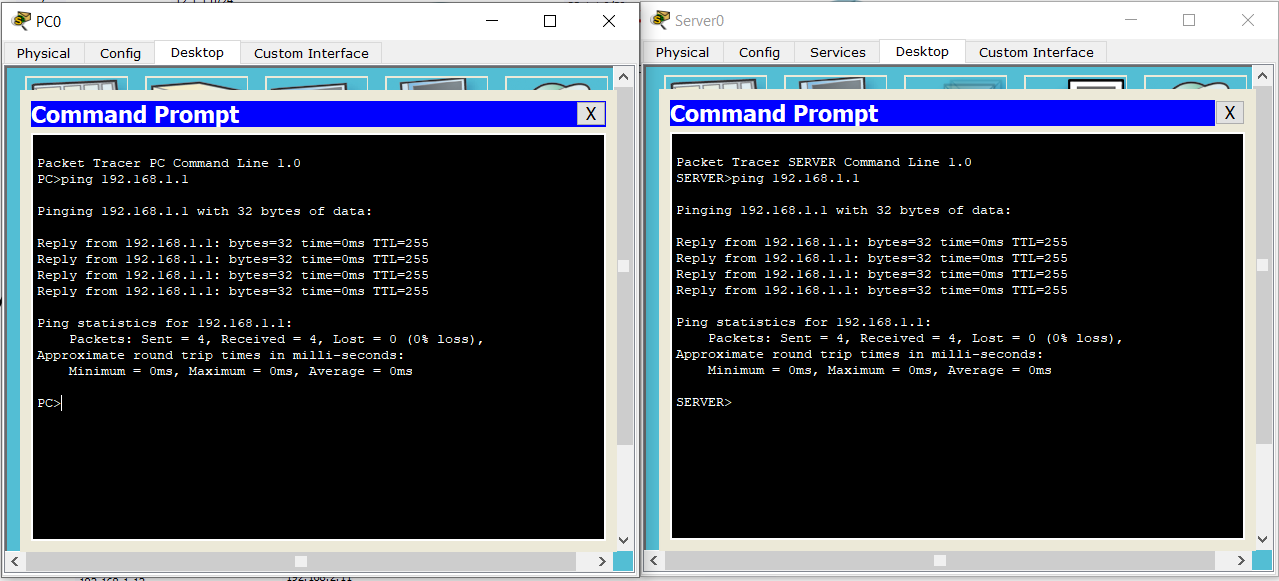 PC0
Physical Config Desktop Custom Interface
Command Prompt X
Packet Tracer PC Command Line 1.0
PC>ping 192.168.1.1
Pinging 192.168.1.1 with 32 bytes of data:
Reply from 192.168.1.1: bytes=32 time=0ms TTL=255
Reply from 192.168.1.1: bytes=32 time=0ms TTL=255
Reply from 192.168.1.1: bytes=32 time=0ms TTL=255
Reply from 192.168.1.1: bytes=32 time=0ms TTL=255
Ping statistics for 192.168.1.1:
Packets: Sent = 4, Received = 4, Lost = 0 (0% loss),
Approximate round trip times in milli-seconds:
Minimum = 0ms, Maximum = 0ms, Average = 0ms
PC>
Server0
Physical Config Services Desktop Custom Interface
Command Prompt X
Packet Tracer SERVER Command Line 1.0
SERVER>ping 192.168.1.1
Pinging 192.168.1.1 with 32 bytes of data:
Reply from 192.168.1.1: bytes=32 time=0ms TTL=255
Reply from 192.168.1.1: bytes=32 time=0ms TTL=255
Reply from 192.168.1.1: bytes=32 time=0ms TTL=255
Reply from 192.168.1.1: bytes=32 time=0ms TTL=255
Ping statistics for 192.168.1.1:
Packets: Sent = 4, Received = 4, Lost = 0 (0% loss),
Approximate round trip times in milli-seconds:
Minimum = 0ms, Maximum = 0ms, Average = 0ms
SERVER>